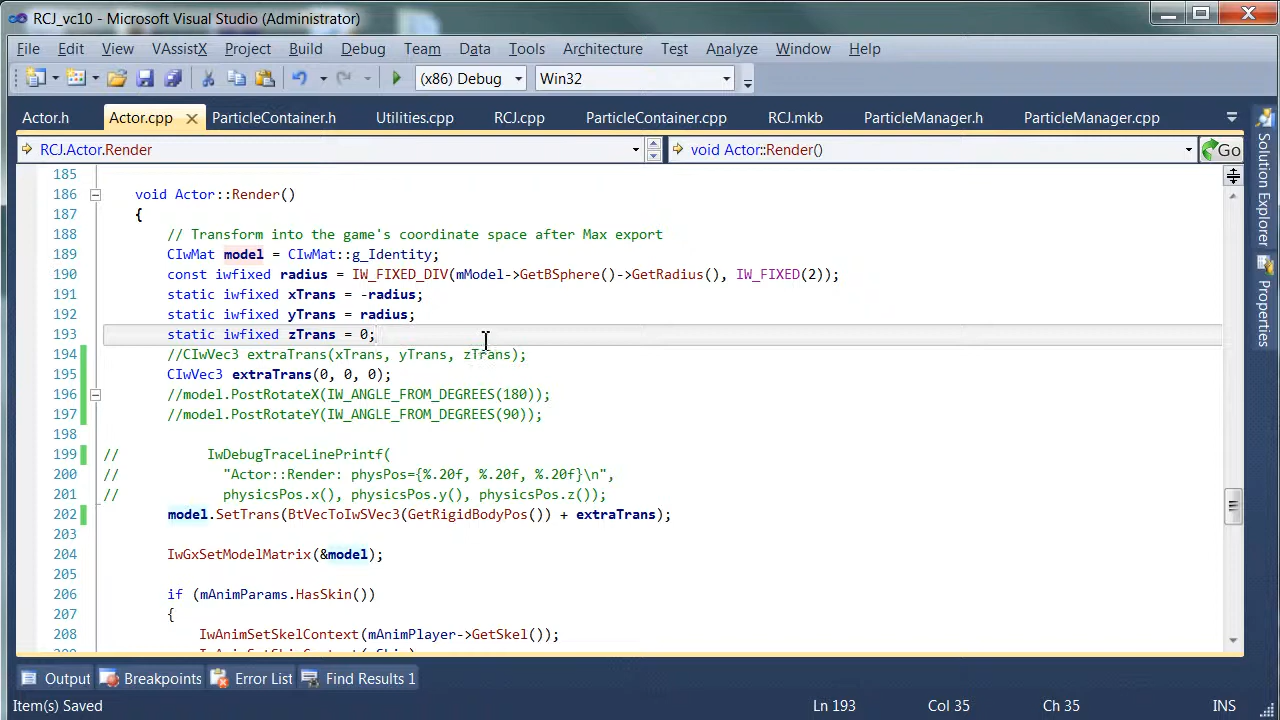 RCJ_vc10 - Microsoft Visual Studio (Administrator)
File Edit View VAssistX Project Build Debug Team Data Tools Architecture Test Analyze Window Help
(x86) Debug Win32
Actor.h Actor.cpp ParticleContainer.h Utilities.cpp RCJ.cpp ParticleContainer.cpp RCJ.mkb ParticleManager.h ParticleManager.cpp
RCJ.Actor.Render void Actor::Render() Go
185
186 void Actor::Render()
187 {
188 // Transform into the game's coordinate space after Max export
189 CIwMat model = CIwMat::g_Identity;
190 const iwfixed radius = IW_FIXED_DIV(mModel->GetBSphere()->GetRadius(), IW_FIXED(2));
191 static iwfixed xTrans = -radius;
192 static iwfixed yTrans = radius;
193 static iwfixed zTrans = 0;
194 //CIwVec3 extraTrans(xTrans, yTrans, zTrans);
195 CIwVec3 extraTrans(0, 0, 0);
196 //model.PostRotateX(IW_ANGLE_FROM_DEGREES(180));
197 //model.PostRotateY(IW_ANGLE_FROM_DEGREES(90));
198
199 // IwDebugTraceLinePrintf(
200 // "Actor::Render: physPos={%.20f, %.20f, %.20f}\n",
201 // physicsPos.x(), physicsPos.y(), physicsPos.z());
202 model.SetTrans(BtVecToIwSVec3(GetRigidBodyPos()) + extraTrans);
203
204 IwGxSetModelMatrix(&model);
205
206 if (mAnimParams.HasSkin())
207 {
208 IwAnimSetSkelContext(mAnimPlayer->GetSkel());
Solution Explorer
Properties
Output Breakpoints Error List Find Results 1
Item(s) Saved Ln 193 Col 35 Ch 35 INS